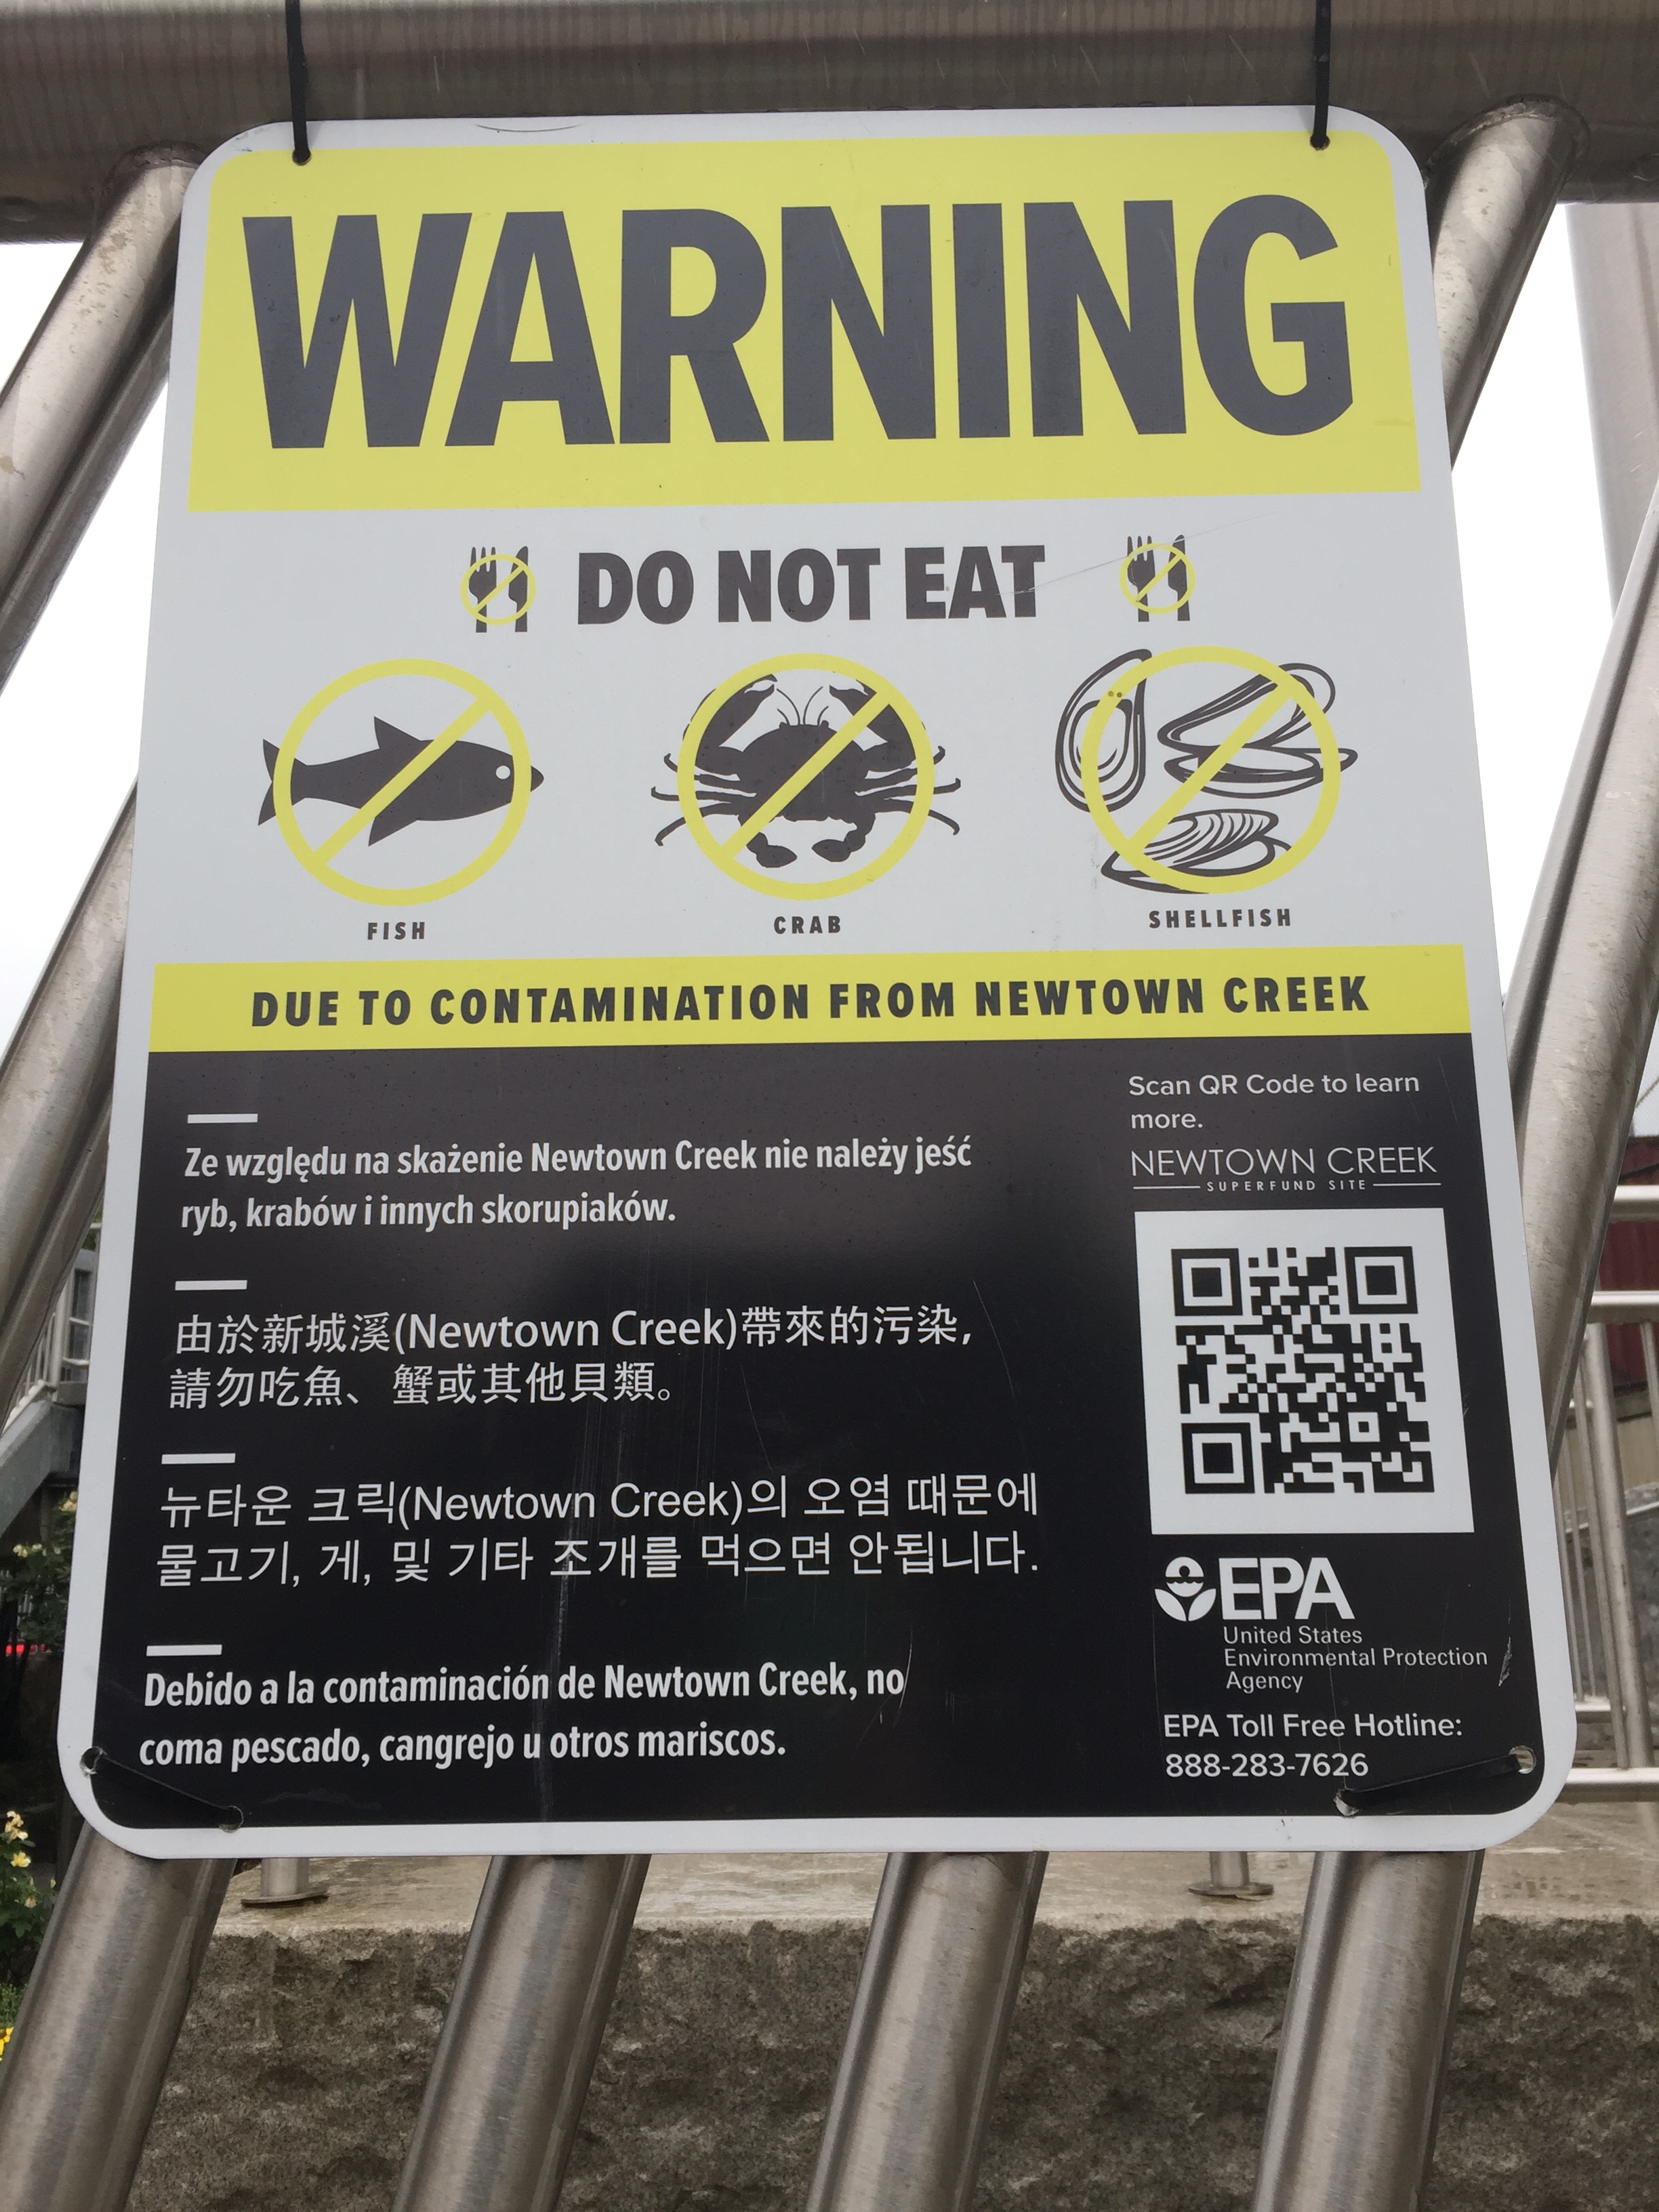 WARNING
DO NOT EAT
FISH
CRAB
SHELLFISH
DUE TO CONTAMINATION FROM NEWTOWN CREEK
Ze względu na skażenie Newtown Creek nie należy jeść
ryb, krabów i innych skorupiaków.
由於新城溪(Newtown Creek)帶來的污染,
請勿吃魚、蟹或其他貝類。
뉴타운 크릭(Newtown Creek)의 오염 때문에
물고기, 게, 및 기타 조개를 먹으면 안됩니다.
Debido a la contaminación de Newtown Creek, no
coma pescado, cangrejo u otros mariscos.
Scan QR Code to learn
more.
NEWTOWN CREEK
SUPERFUND SITE
EPA
United States
Environmental Protection
Agency
EPA Toll Free Hotline:
888-283-7626